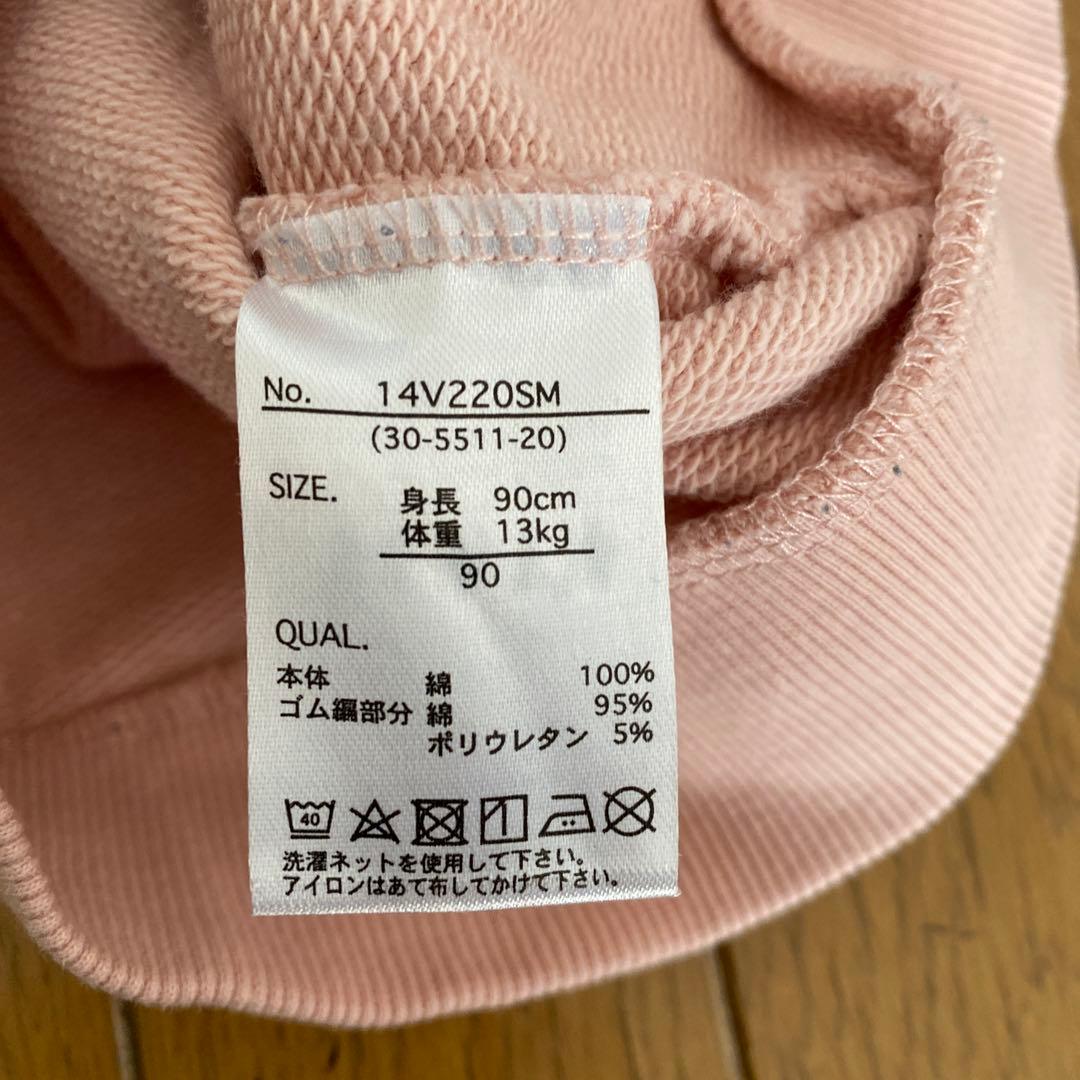 No. 14V220SM
(30-5511-20)
SIZE. 身長 90cm
体重 13kg
90
QUAL.
本体 綿 100%
ゴム編部分 綿 95%
ポリウレタン 5%
40
洗濯ネットを使用して下さい。
アイロンはあて布してかけて下さい。